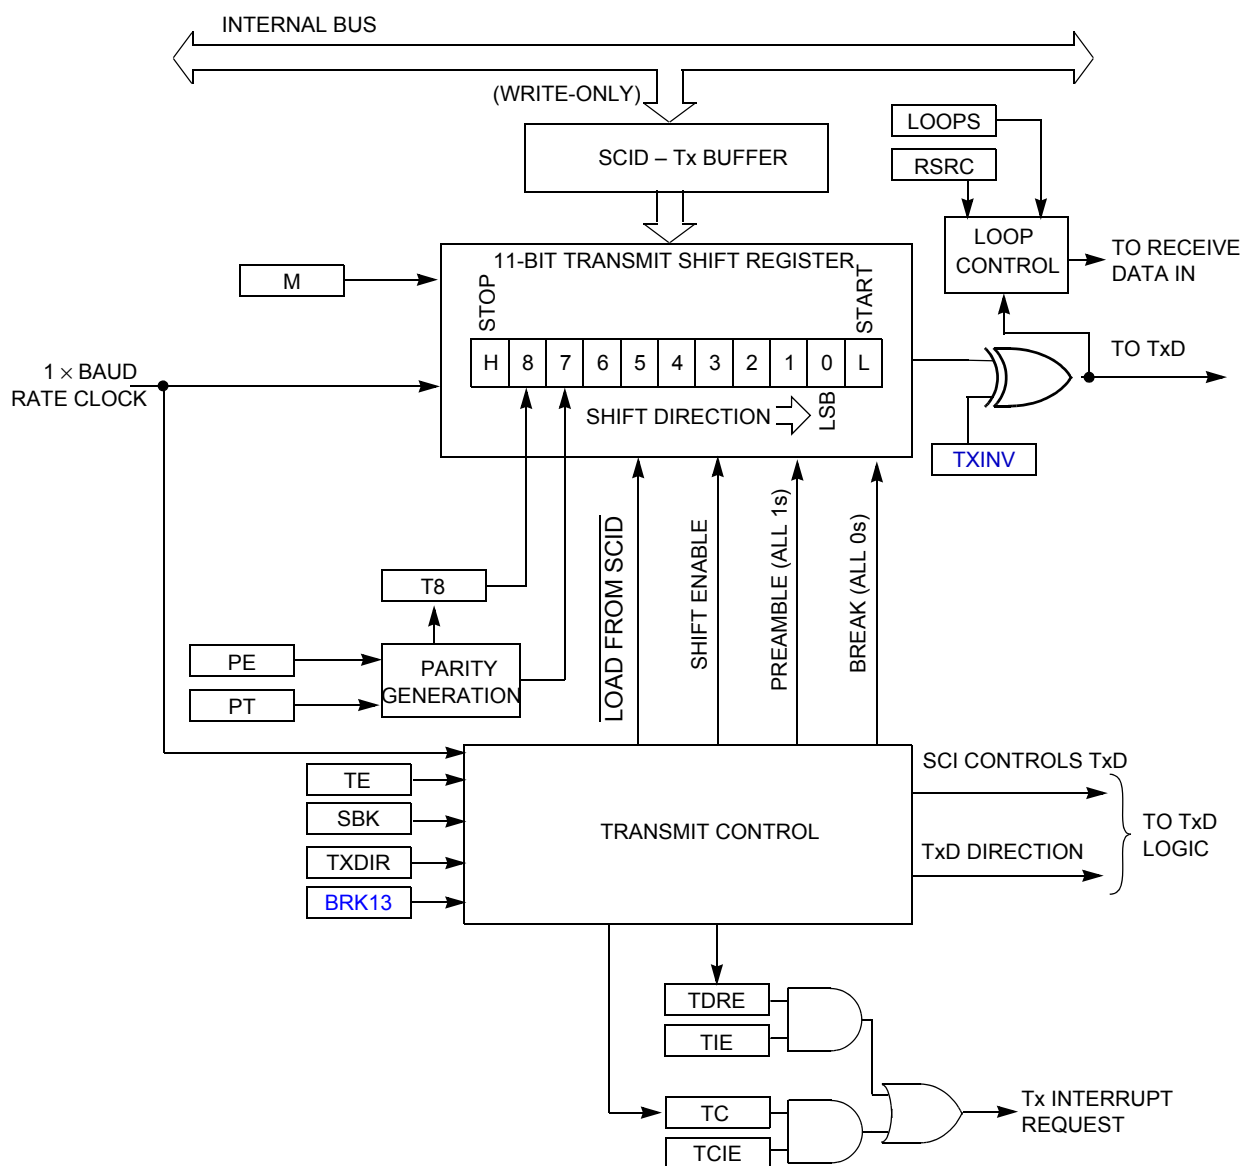 INTERNAL BUS
(WRITE-ONLY)
SCID – Tx BUFFER
LOOPS
RSRC
LOOP
CONTROL
TO RECEIVE
DATA IN
M
11-BIT TRANSMIT SHIFT REGISTER
STOP
START
H 8 7 6 5 4 3 2 1 0 L
SHIFT DIRECTION
LSB
1 × BAUD
RATE CLOCK
TO TxD
TXINV
T8
PE
PT
PARITY
GENERATION
LOAD FROM SCID
SHIFT ENABLE
PREAMBLE (ALL 1s)
BREAK (ALL 0s)
TE
SBK
TXDIR
BRK13
TRANSMIT CONTROL
SCI CONTROLS TxD
TxD DIRECTION
TO TxD
LOGIC
TDRE
TIE
TC
TCIE
Tx INTERRUPT
REQUEST